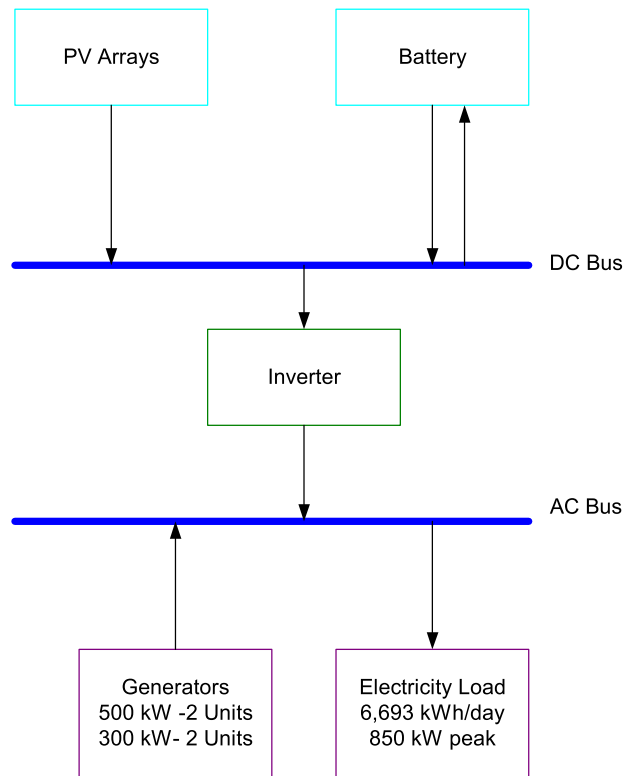 PV Arrays
Battery
DC Bus
Inverter
AC Bus
Generators
500 kW -2 Units
300 kW- 2 Units
Electricity Load
6,693 kWh/day
850 kW peak